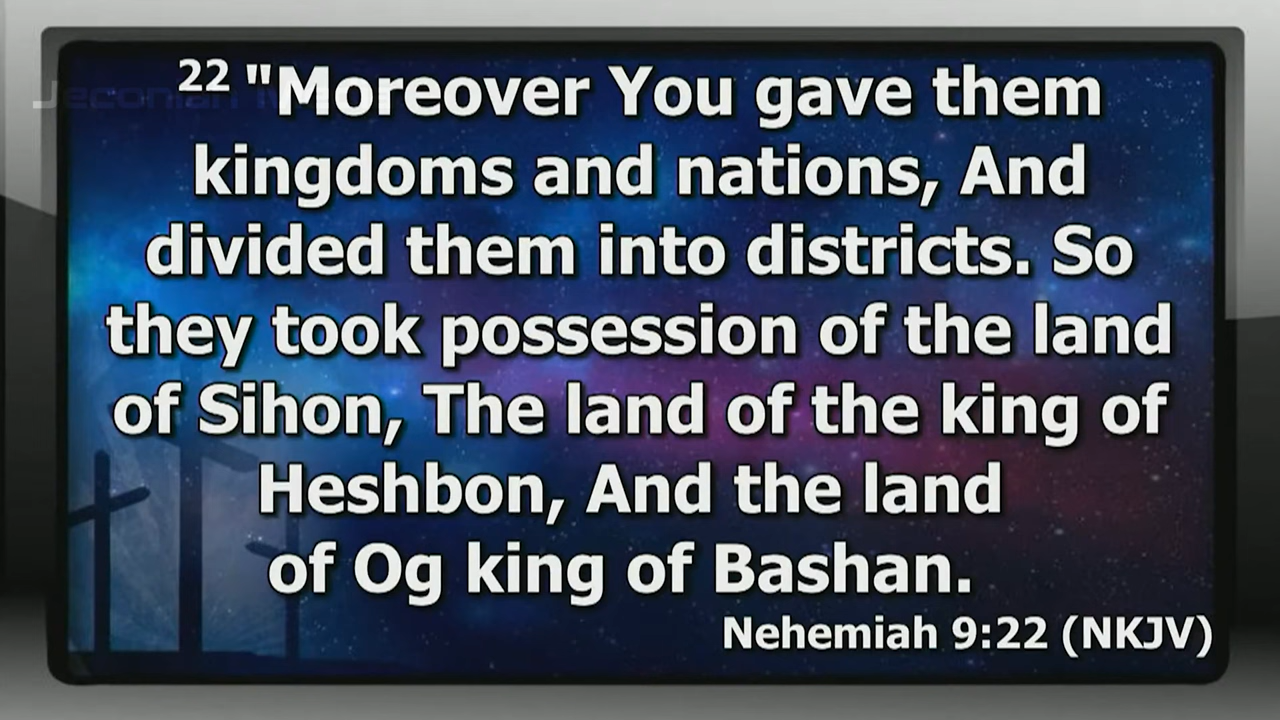 Jeconiah
22 "Moreover You gave them
kingdoms and nations, And
divided them into districts. So
they took possession of the land
of Sihon, The land of the king of
Heshbon, And the land
of Og king of Bashan.
Nehemiah 9:22 (NKJV)